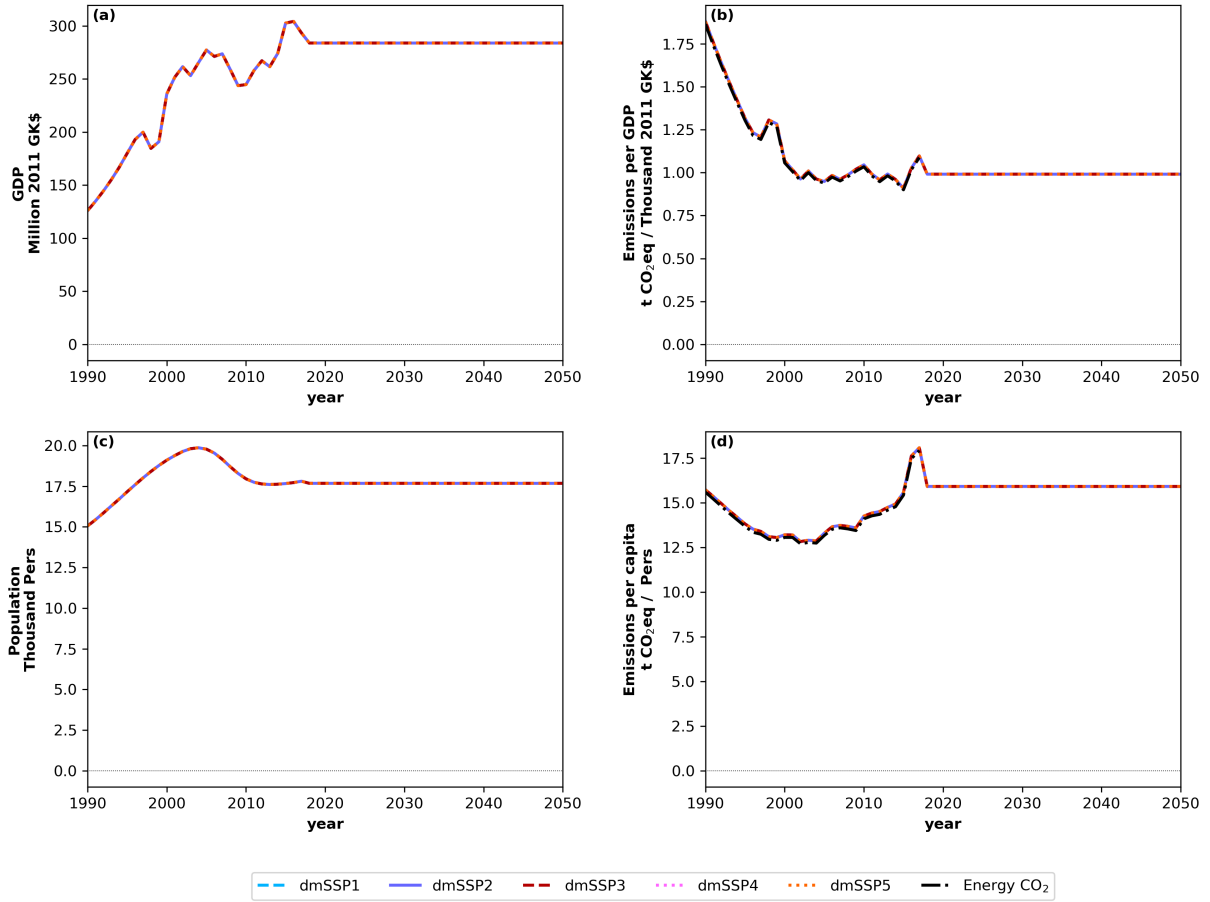 (a)
300
250
200
150
100
50
0
GDP
Million 2011 GK$
1990 2000 2010 2020 2030 2040 2050
year
(b)
1.75
1.50
1.25
1.00
0.75
0.50
0.25
0.00
Emissions per GDP
t CO₂eq / Thousand 2011 GK$
1990 2000 2010 2020 2030 2040 2050
year
(c)
20.0
17.5
15.0
12.5
10.0
7.5
5.0
2.5
0.0
Population
Thousand Pers
1990 2000 2010 2020 2030 2040 2050
year
(d)
17.5
15.0
12.5
10.0
7.5
5.0
2.5
0.0
Emissions per capita
t CO₂eq / Pers
1990 2000 2010 2020 2030 2040 2050
year
dmSSP1 dmSSP2 dmSSP3 dmSSP4 dmSSP5 Energy CO₂